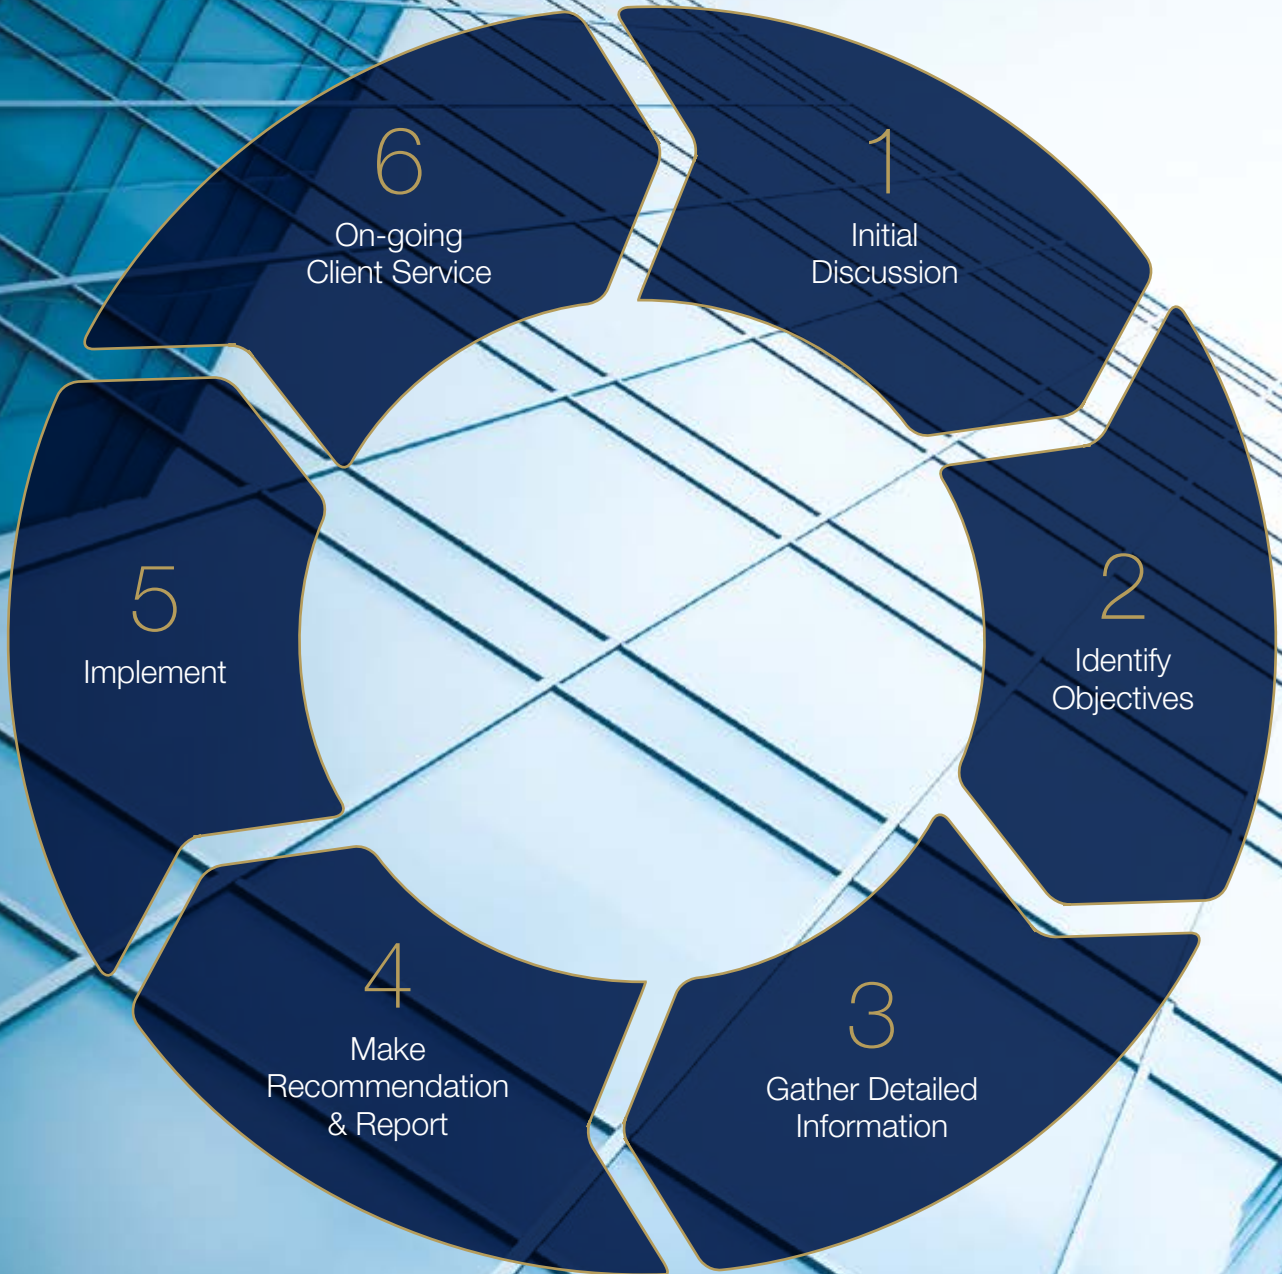 1
Initial
Discussion
2
Identify
Objectives
3
Gather Detailed
Information
4
Make
Recommendation
& Report
5
Implement
6
On-going
Client Service